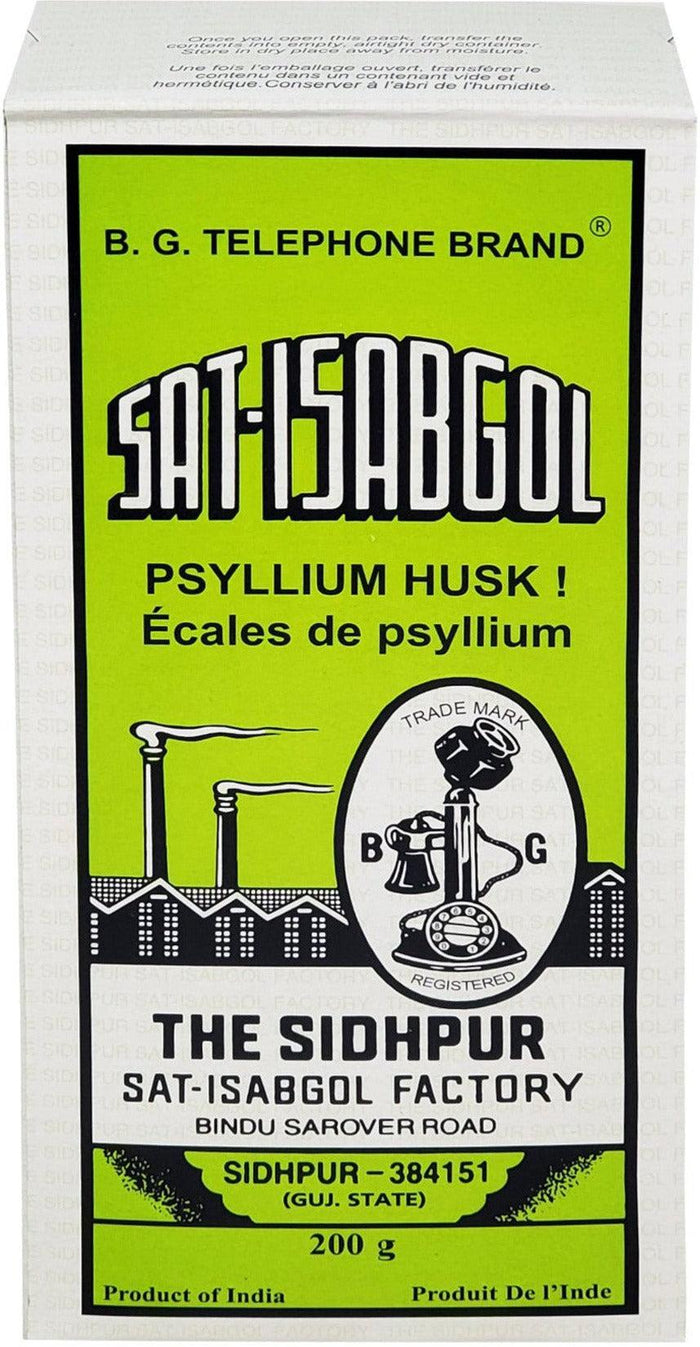 Once you open this pack, transfer the
contents into empty, airtight dry container.
Store in dry place away from moisture.
Une fois l'emballage ouvert, transférer le
contenu dans un contenant vide et
hermétique. Conserver à l'abri de l'humidité.
B. G. TELEPHONE BRAND ®
SAT-ISABGOL
PSYLLIUM HUSK !
Écales de psyllium
TRADE MARK
B G
REGISTERED
THE SIDHPUR
SAT-ISABGOL FACTORY
BINDU SAROVER ROAD
SIDHPUR – 384151
(GUJ. STATE)
200 g
Product of India Produit De l'Inde